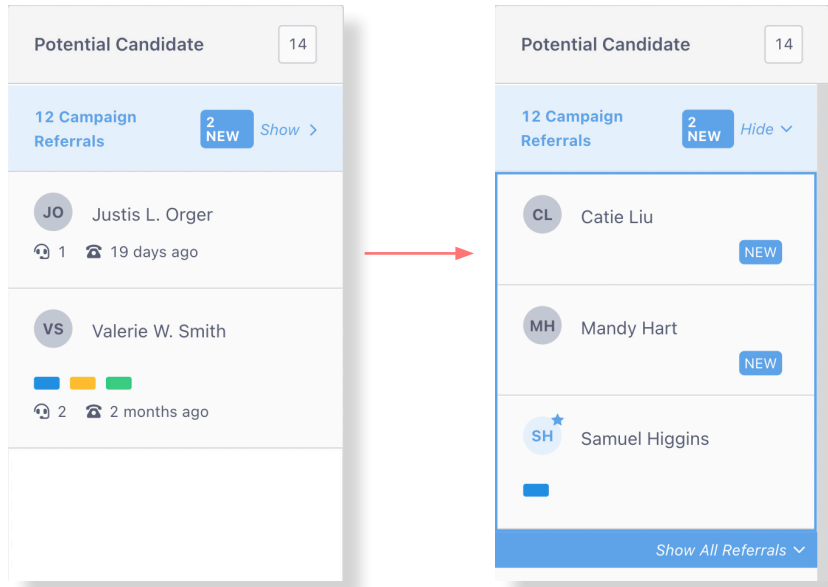 Potential Candidate 14
12 Campaign
Referrals
2
NEW
Show
JO Justis L. Orger
1 19 days ago
VS Valerie W. Smith
2 2 months ago
Potential Candidate 14
12 Campaign
Referrals
2
NEW
Hide
CL Catie Liu
NEW
MH Mandy Hart
NEW
SH Samuel Higgins
Show All Referrals